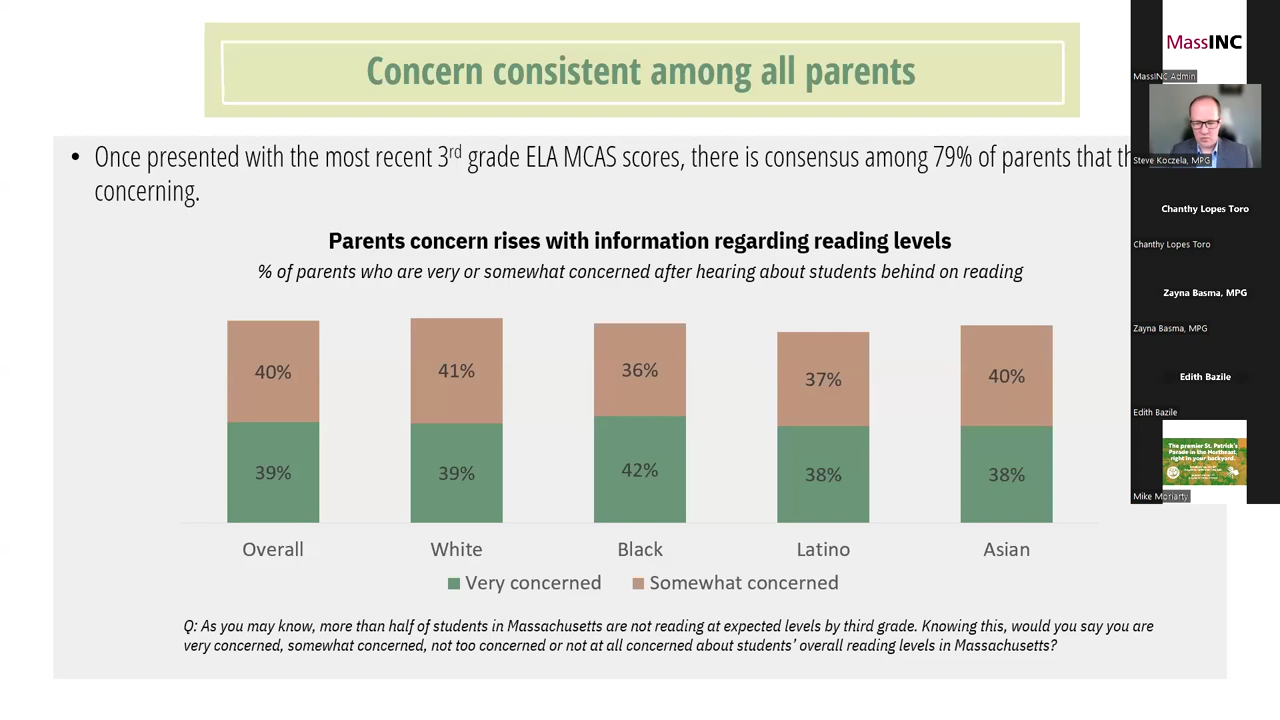 Concern consistent among all parents
• Once presented with the most recent 3rd grade ELA MCAS scores, there is consensus among 79% of parents that th
concerning.
Parents concern rises with information regarding reading levels
% of parents who are very or somewhat concerned after hearing about students behind on reading
40% 41% 36% 37% 40%
39% 39% 42% 38% 38%
Overall White Black Latino Asian
Very concerned Somewhat concerned
Q: As you may know, more than half of students in Massachusetts are not reading at expected levels by third grade. Knowing this, would you say you are
very concerned, somewhat concerned, not too concerned or not at all concerned about students’ overall reading levels in Massachusetts?
MassINC
MassINC Admin
Steve Koczela, MPG
Chanthy Lopes Toro
Chanthy Lopes Toro
Zayna Basma, MPG
Zayna Basma, MPG
Edith Bazile
Edith Bazile
The premier St. Patrick's
Parade in the Northeast,
right in your backyard.
Mike Moriarty